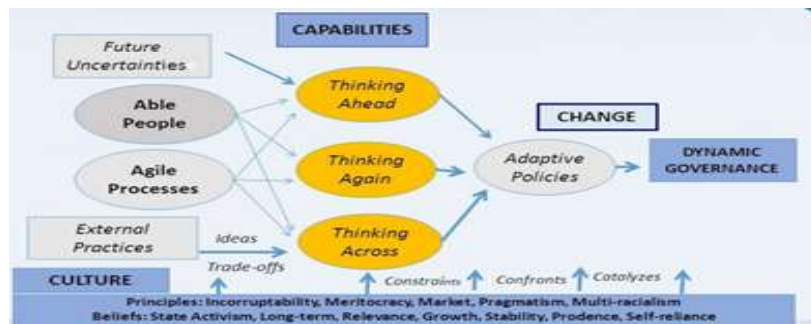 CAPABILITIES
Future
Uncertainties
Able
People
Agile
Processes
External
Practices
Thinking
Ahead
Thinking
Again
Thinking
Across
CHANGE
Adaptive
Policies
DYNAMIC
GOVERNANCE
Ideas
Trade-offs
Constrains
Confronts
Catalyzes
CULTURE
Principles: Incorruptability, Meritocracy, Market, Pragmatism, Multi-racialism
Beliefs: State Activism, Long-term, Relevance, Growth, Stability, Prodence, Self-reliance